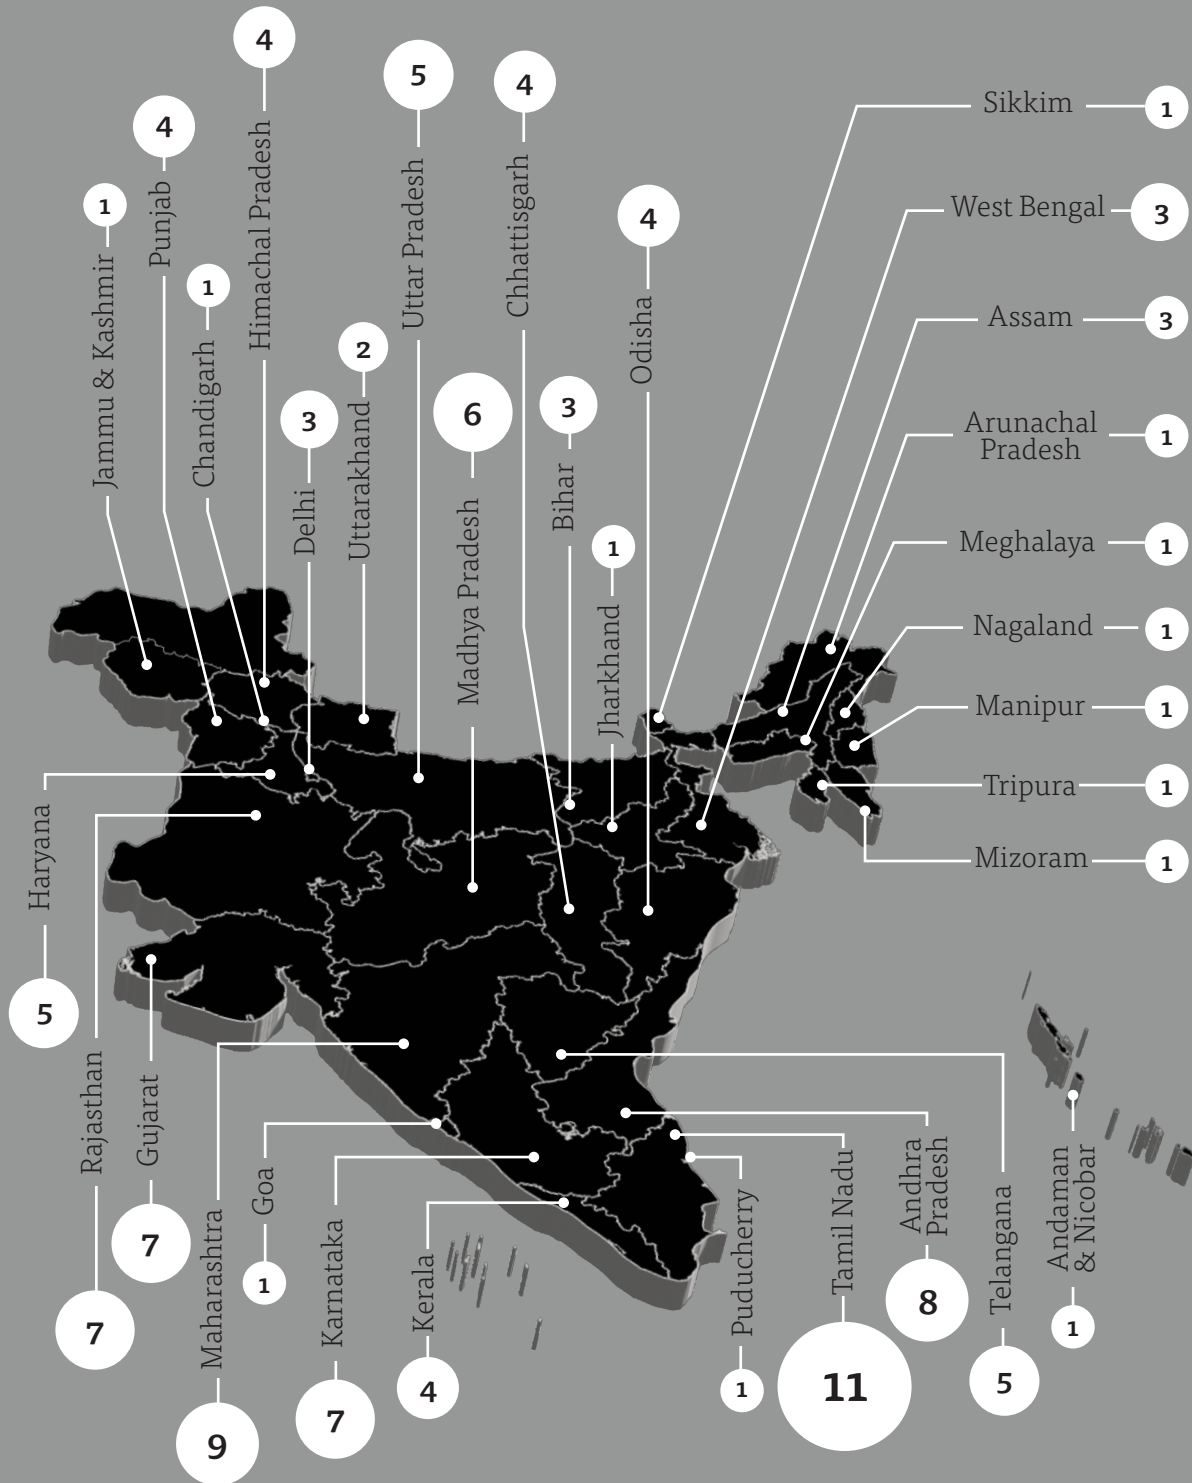 4
Himachal Pradesh
5
Uttar Pradesh
4
Chhattisgarh
Sikkim
1
4
Punjab
1
Jammu & Kashmir
West Bengal
3
4
Odisha
1
Chandigarh
Assam
3
2
Uttarakhand
3
Delhi
6
Madhya Pradesh
3
Bihar
Arunachal
Pradesh
1
1
Jharkhand
Meghalaya
1
Nagaland
1
Manipur
1
Tripura
1
Mizoram
1
Haryana
5
Rajasthan
7
Gujarat
7
Maharashtra
9
Goa
1
Karnataka
7
Kerala
4
Puducherry
1
Tamil Nadu
11
Andhra
Pradesh
8
Telangana
5
Andaman
& Nicobar
1